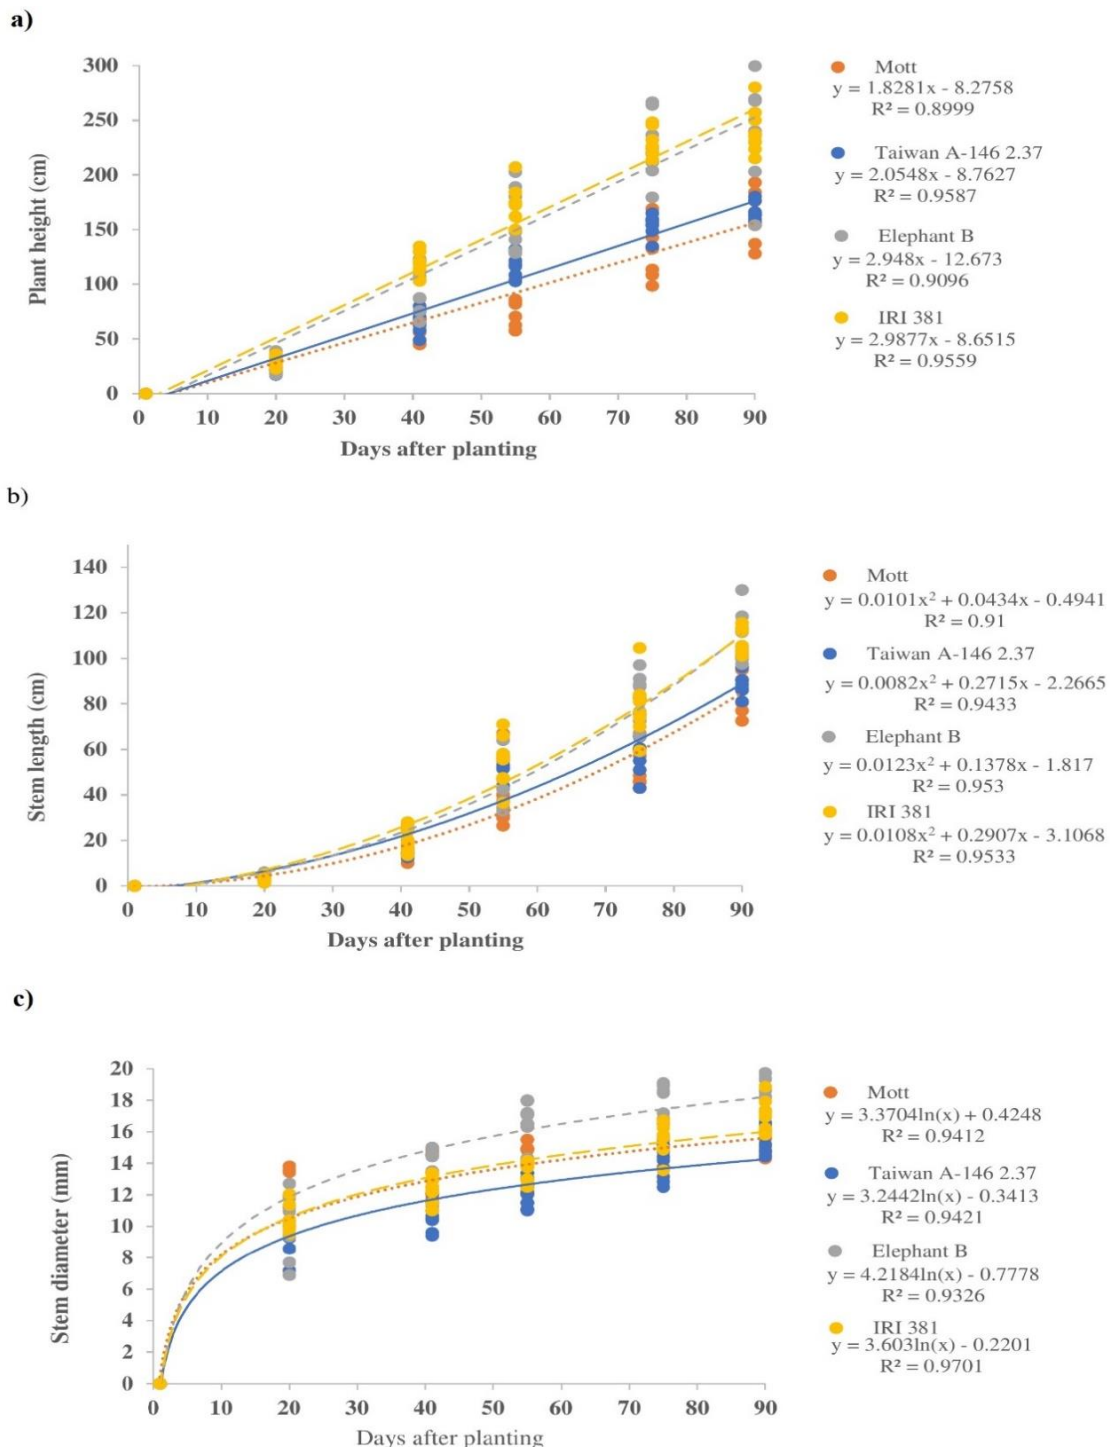 a)
300
250
200
150
100
50
0
Plant height (cm)
0 10 20 30 40 50 60 70 80 90
Days after planting
Mott
y = 1.8281x - 8.2758
R² = 0.8999
Taiwan A-146 2.37
y = 2.0548x - 8.7627
R² = 0.9587
Elephant B
y = 2.948x - 12.673
R² = 0.9096
IRI 381
y = 2.9877x - 8.6515
R² = 0.9559
b)
140
120
100
80
60
40
20
0
Stem length (cm)
0 10 20 30 40 50 60 70 80 90
Days after planting
Mott
y = 0.0101x² + 0.0434x - 0.4941
R² = 0.91
Taiwan A-146 2.37
y = 0.0082x² + 0.2715x - 2.2665
R² = 0.9433
Elephant B
y = 0.0123x² + 0.1378x - 1.817
R² = 0.953
IRI 381
y = 0.0108x² + 0.2907x - 3.1068
R² = 0.9533
c)
20
18
16
14
12
10
8
6
4
2
0
Stem diameter (mm)
0 10 20 30 40 50 60 70 80 90
Days after planting
Mott
y = 3.3704ln(x) + 0.4248
R² = 0.9412
Taiwan A-146 2.37
y = 3.2442ln(x) - 0.3413
R² = 0.9421
Elephant B
y = 4.2184ln(x) - 0.7778
R² = 0.9326
IRI 381
y = 3.603ln(x) - 0.2201
R² = 0.9701